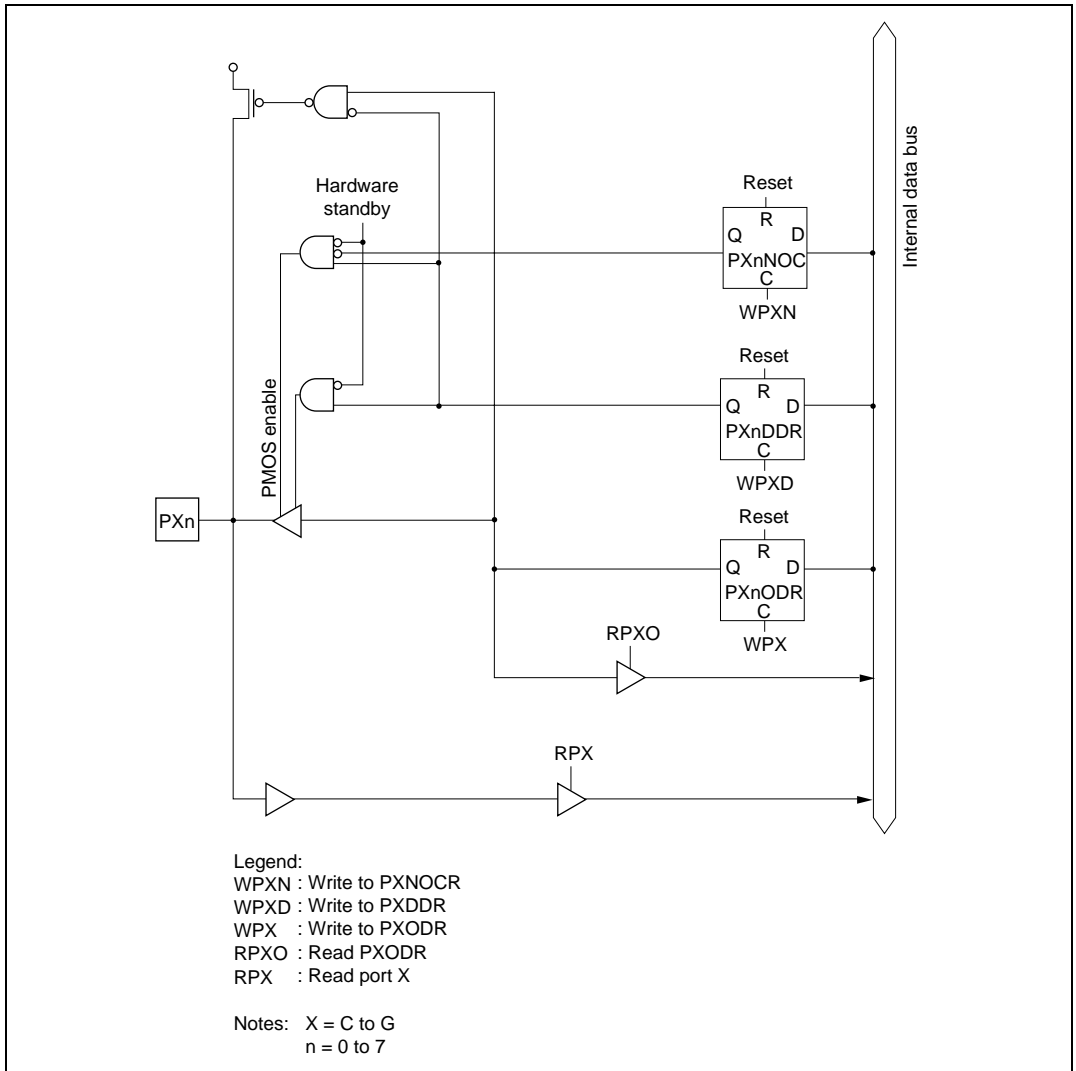 Internal data bus
Hardware
standby
Reset
R
Q D
PXnNOC
C
WPXN
PMOS enable
Reset
R
Q D
PXnDDR
C
WPXD
PXn
Reset
R
Q D
PXnODR
C
WPX
RPXO
RPX
Legend:
WPXN : Write to PXNOCR
WPXD : Write to PXDDR
WPX : Write to PXODR
RPXO : Read PXODR
RPX : Read port X
Notes: X = C to G
n = 0 to 7